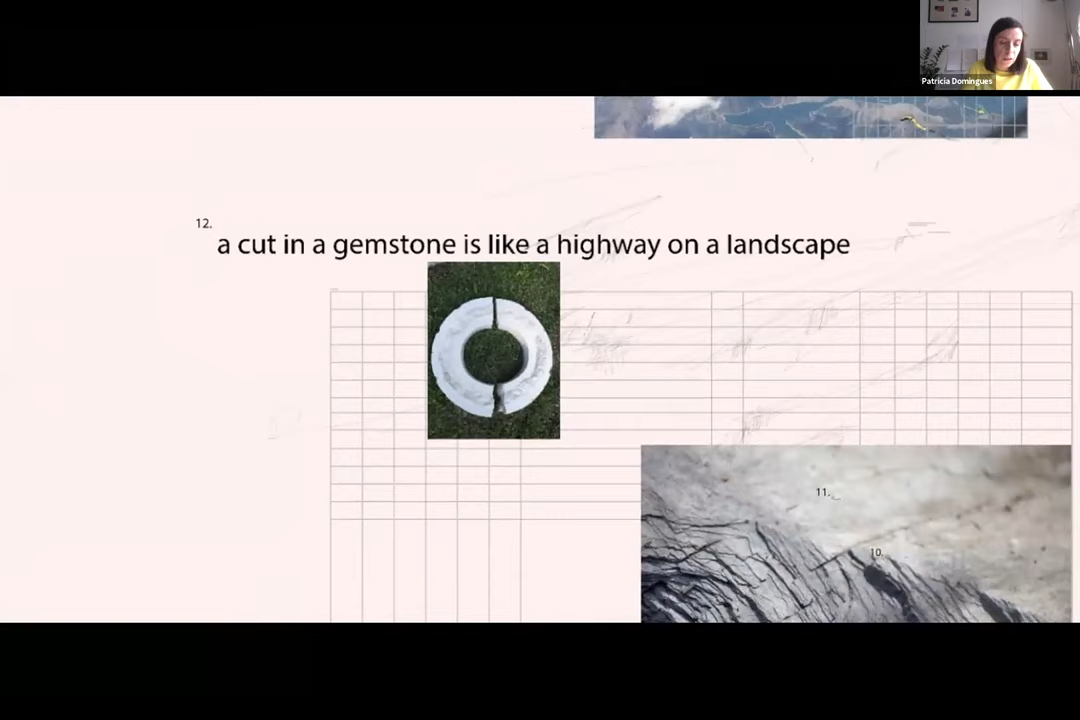 Patricia Domingues
12.
a cut in a gemstone is like a highway on a landscape
11.
10.